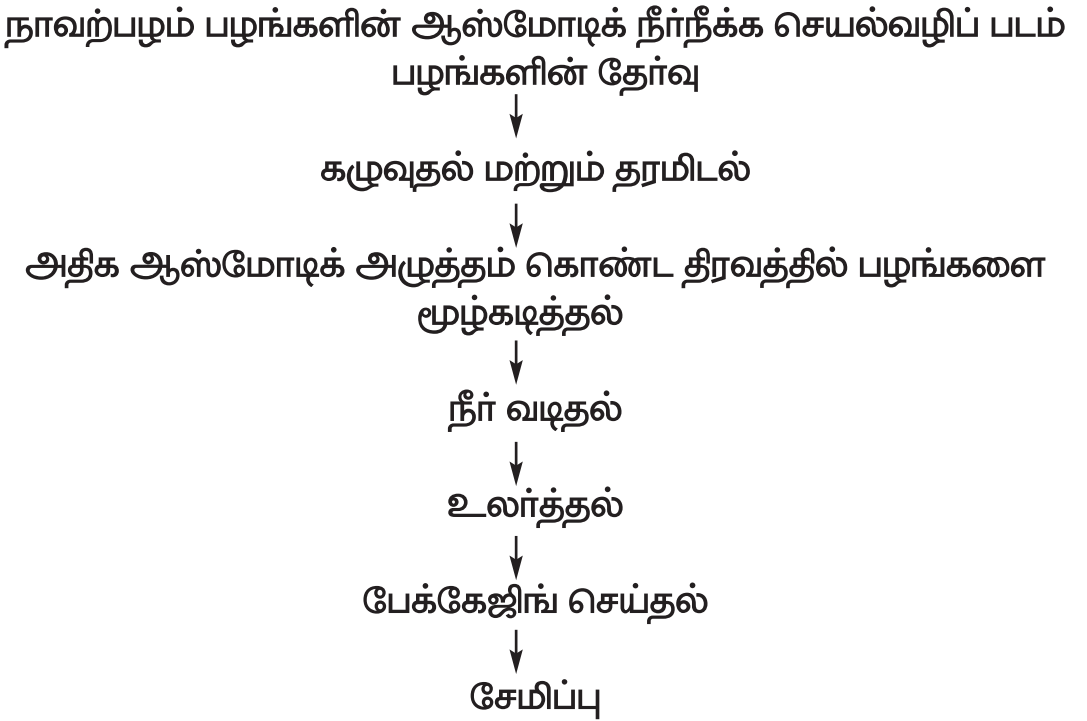 நாவற்பழம் பழங்களின் ஆஸ்மோடிக் நீர்நீக்க செயல்வழிப் படம்
பழங்களின் தேர்வு
கழுவுதல் மற்றும் தரமிடல்
அதிக ஆஸ்மோடிக் அழுத்தம் கொண்ட திரவத்தில் பழங்களை
மூழ்கடித்தல்
நீர் வடிதல்
உலர்த்தல்
பேக்கேஜிங் செய்தல்
சேமிப்பு